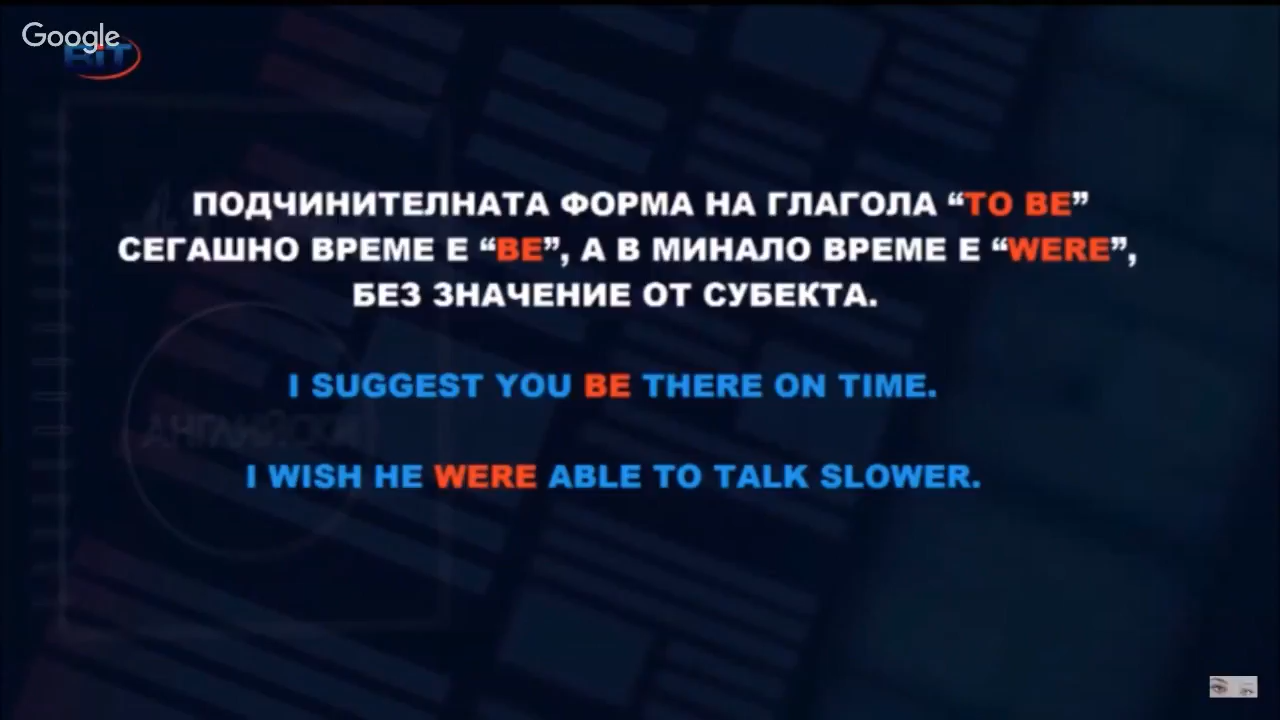 Google
BIT
ПОДЧИНИТЕЛНАТА ФОРМА НА ГЛАГОЛА “TO BE”
СЕГАШНО ВРЕМЕ Е “BE”, А В МИНАЛО ВРЕМЕ Е “WERE”,
БЕЗ ЗНАЧЕНИЕ ОТ СУБЕКТА.
I SUGGEST YOU BE THERE ON TIME.
I WISH HE WERE ABLE TO TALK SLOWER.